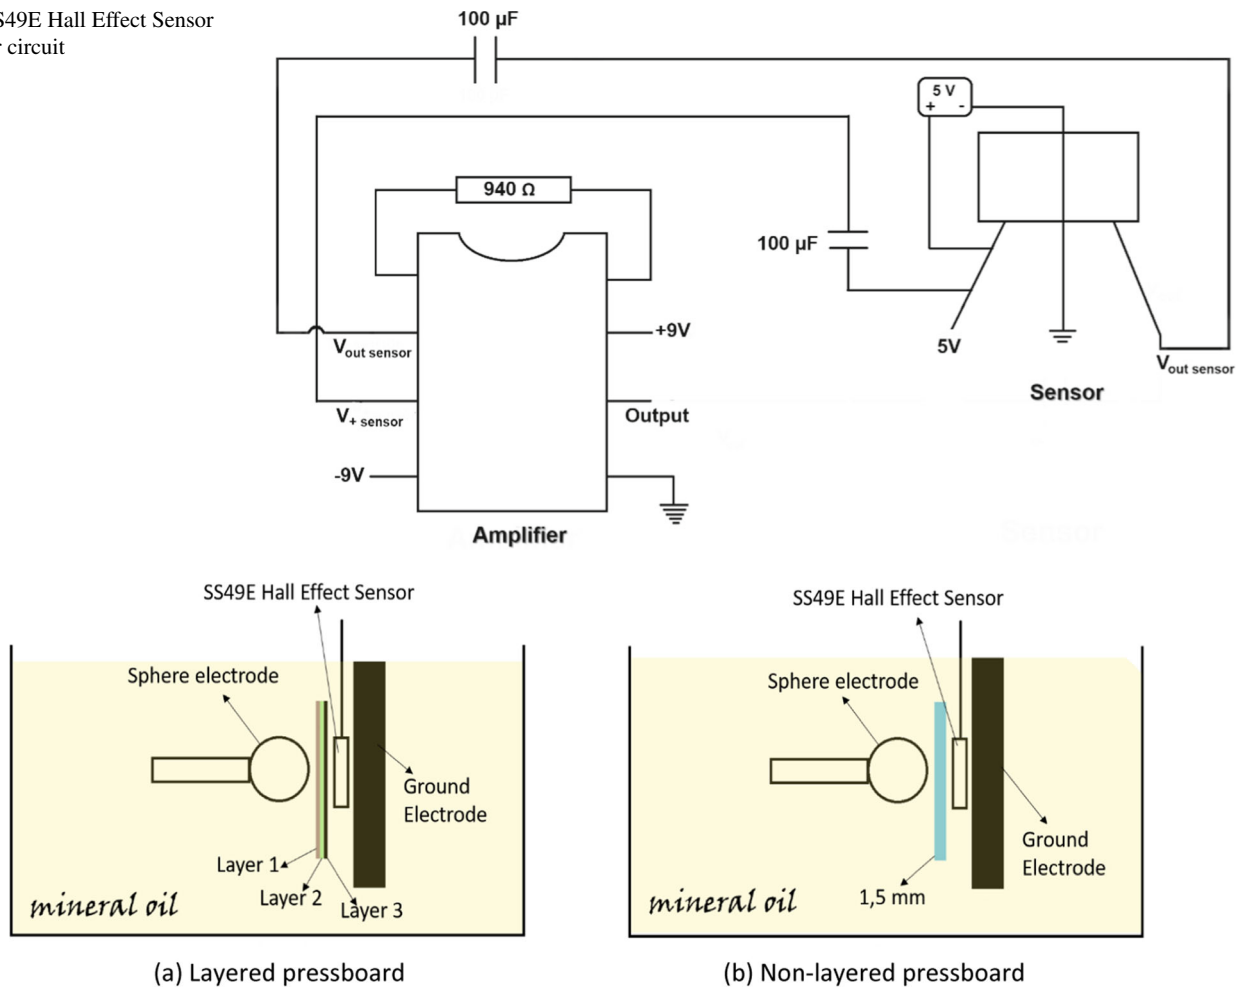 S49E Hall Effect Sensor
circuit
100 µF
5 V
+ -
940 Ω
100 µF
+9V
V out sensor
5V
V out sensor
Sensor
V + sensor
Output
-9V
Amplifier
SS49E Hall Effect Sensor
Sphere electrode
Ground
Electrode
Layer 1
Layer 2
Layer 3
mineral oil
(a) Layered pressboard
SS49E Hall Effect Sensor
Sphere electrode
Ground
Electrode
1,5 mm
mineral oil
(b) Non-layered pressboard